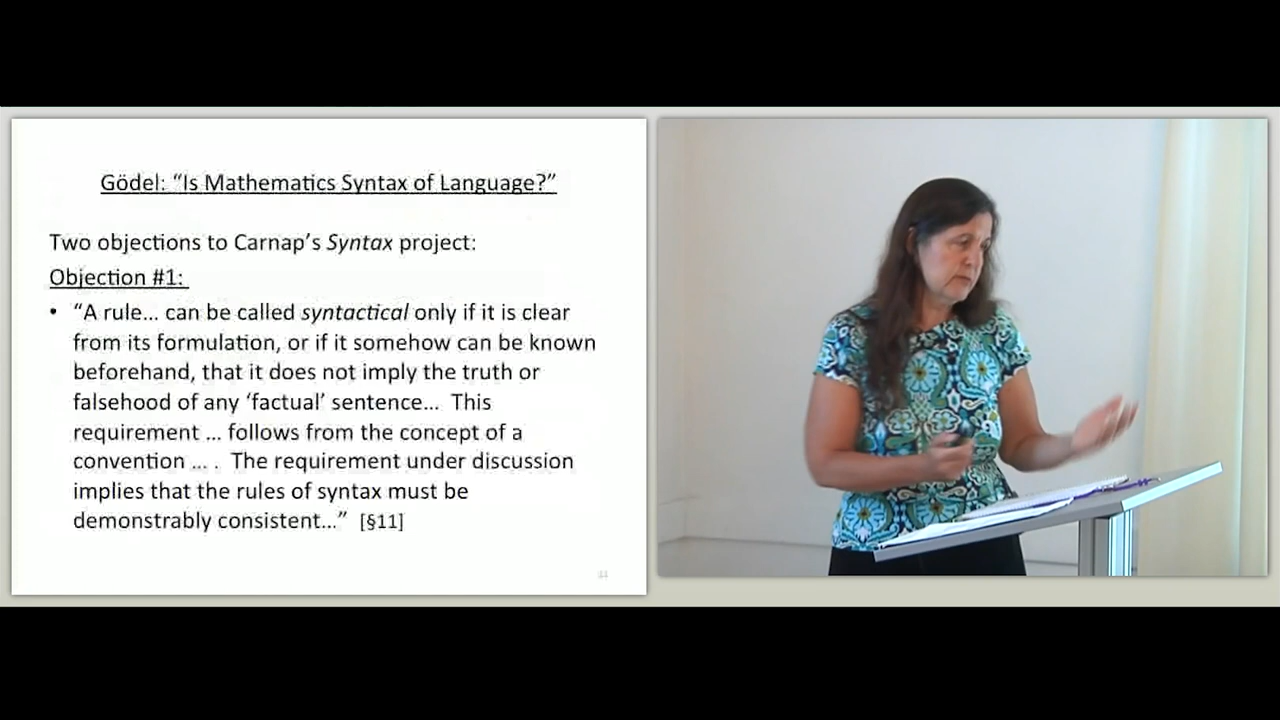 Gödel: “Is Mathematics Syntax of Language?”
Two objections to Carnap’s Syntax project:
Objection #1:
• “A rule… can be called syntactical only if it is clear
from its formulation, or if it somehow can be known
beforehand, that it does not imply the truth or
falsehood of any ‘factual’ sentence… This
requirement … follows from the concept of a
convention … . The requirement under discussion
implies that the rules of syntax must be
demonstrably consistent…” [§11]